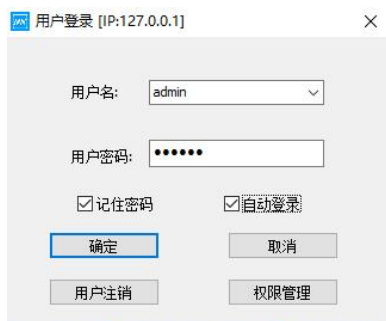 用户登录 [IP:127.0.0.1]
用户名: admin
用户密码: ●●●●●●
记住密码 自动登录
确定 取消
用户注销 权限管理